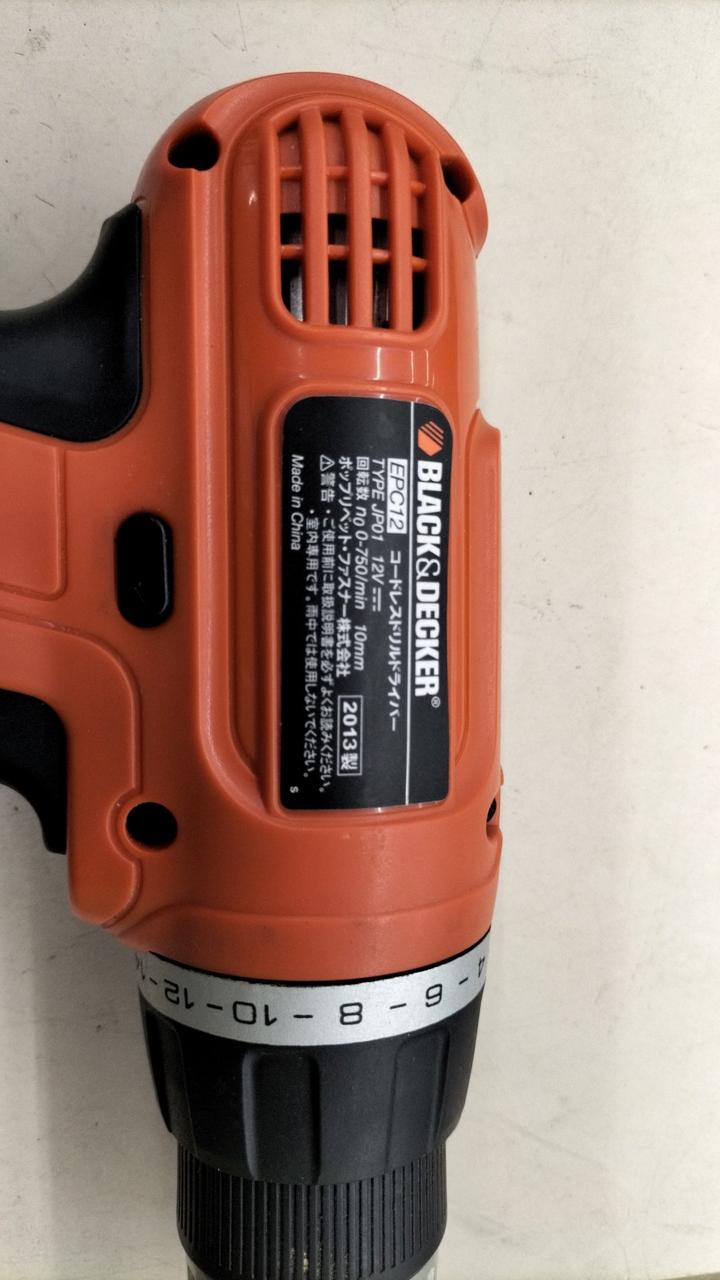 BLACK&DECKER®
EPC12 コードレスドリルドライバー
TYPE JP01 12V
回転数 no 0-750/min 10mm
ポップリベット・ファスナー株式会社 2013製
⚠警告・ご使用前に取扱説明書を必ずよくお読みください。
・室内専用です。雨中では使用しないでください。
Made in China S
4 - 6 - 8 - 10 - 12 -